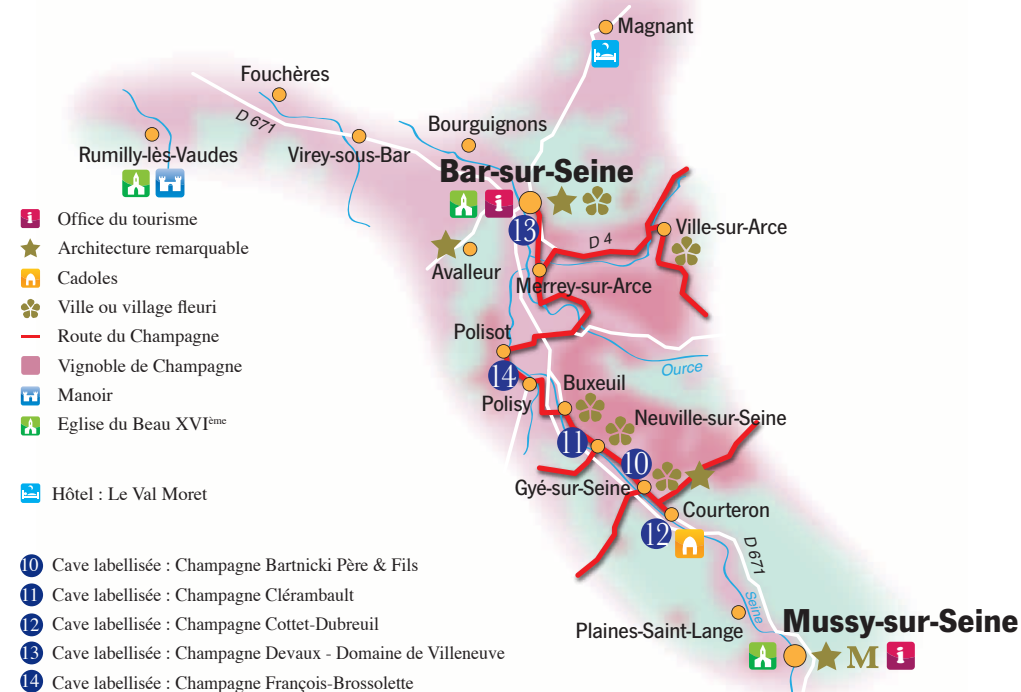 Magnant
Fouchères
D 671
Bourguignons
Rumilly-lès-Vaudes
Virey-sous-Bar
Bar-sur-Seine
i
13
Office du tourisme
Architecture remarquable
Cadoles
Ville ou village fleuri
Route du Champagne
Vignoble de Champagne
Manoir
Eglise du Beau XVIème
Hôtel : Le Val Moret
D 4
Ville-sur-Arce
Avalleur
Merrey-sur-Arce
Polisot
Ource
14
Polisy
Buxeuil
Neuville-sur-Seine
11
10
Gyé-sur-Seine
Courteron
12
D 671
Seine
Plaines-Saint-Lange
Mussy-sur-Seine
M i
i
10 Cave labellisée : Champagne Bartnicki Père & Fils
11 Cave labellisée : Champagne Clérambault
12 Cave labellisée : Champagne Cottet-Dubreuil
13 Cave labellisée : Champagne Devaux - Domaine de Villeneuve
14 Cave labellisée : Champagne François-Brossolette